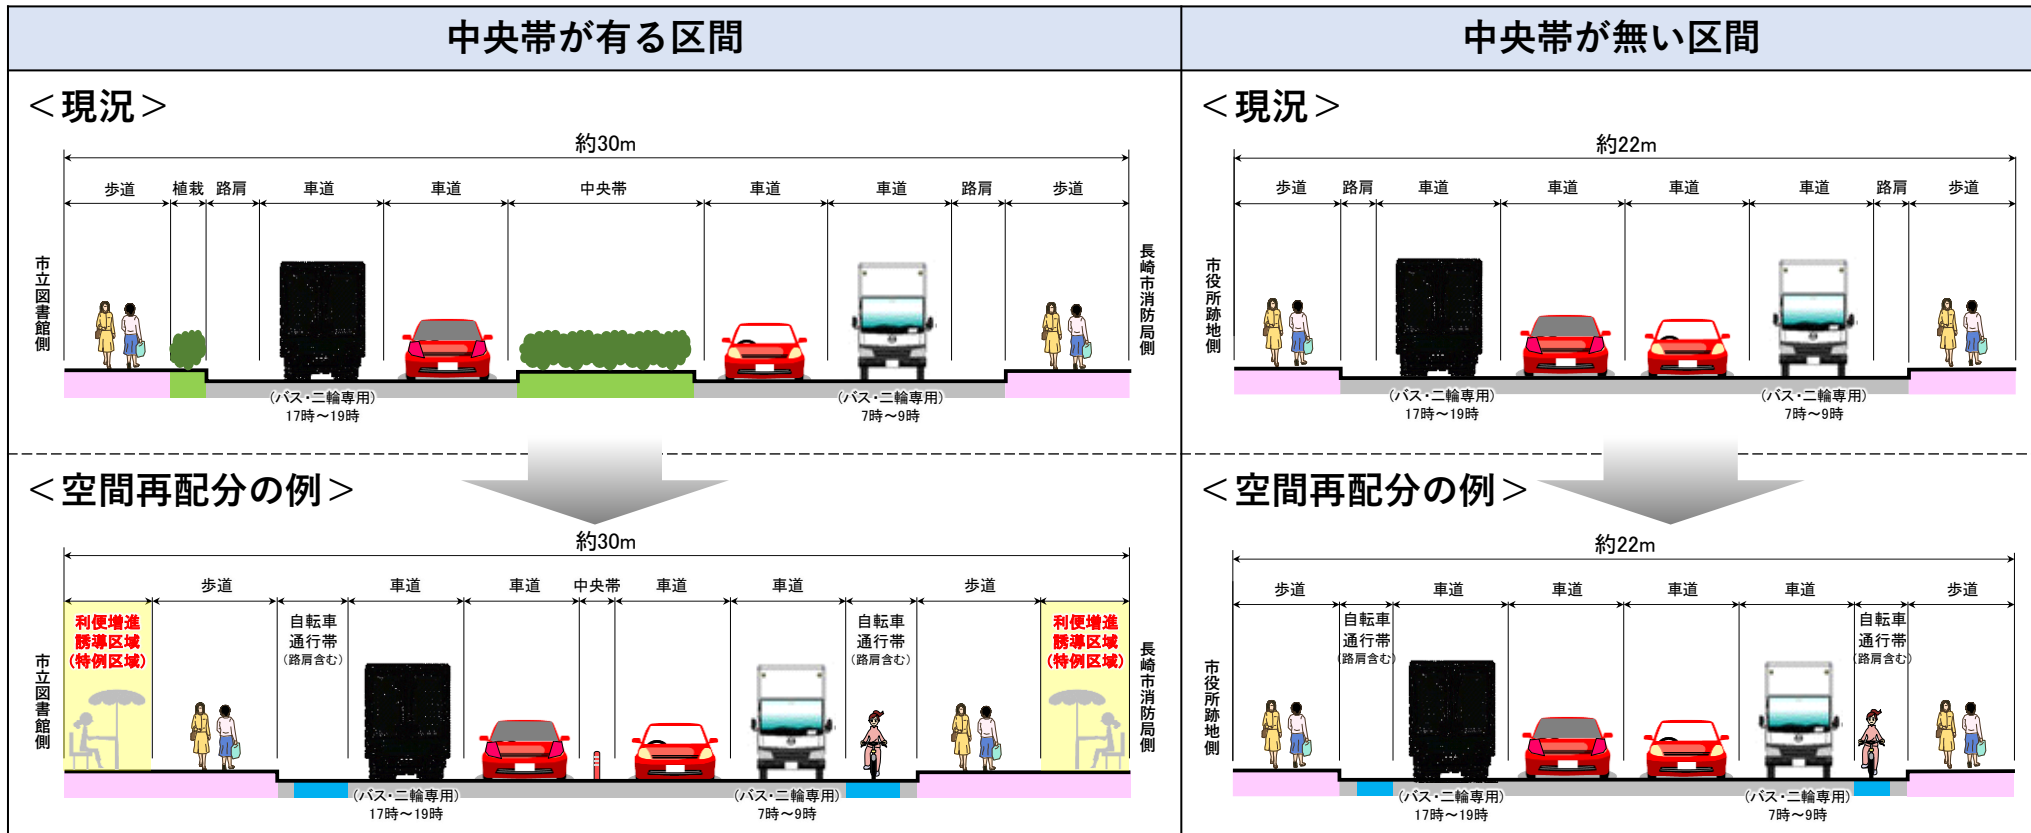 中央帯が有る区間
＜現況＞
約30m
歩道 植栽 路肩 車道 車道 中央帯 車道 車道 路肩 歩道
市立図書館側
長崎市消防局側
（バス・二輪専用）
17時～19時
（バス・二輪専用）
7時～9時
＜空間再配分の例＞
約30m
歩道 車道 車道 中央帯 車道 車道 歩道
利便増進
誘導区域
（特例区域）
自転車
通行帯
（路肩含む）
自転車
通行帯
（路肩含む）
利便増進
誘導区域
（特例区域）
市立図書館側
長崎市消防局側
（バス・二輪専用）
17時～19時
（バス・二輪専用）
7時～9時
中央帯が無い区間
＜現況＞
約22m
歩道 路肩 車道 車道 車道 車道 路肩 歩道
市役所跡地側
（バス・二輪専用）
17時～19時
（バス・二輪専用）
7時～9時
＜空間再配分の例＞
約22m
歩道 車道 車道 車道 車道 歩道
自転車
通行帯
（路肩含む）
自転車
通行帯
（路肩含む）
市役所跡地側
（バス・二輪専用）
17時～19時
（バス・二輪専用）
7時～9時